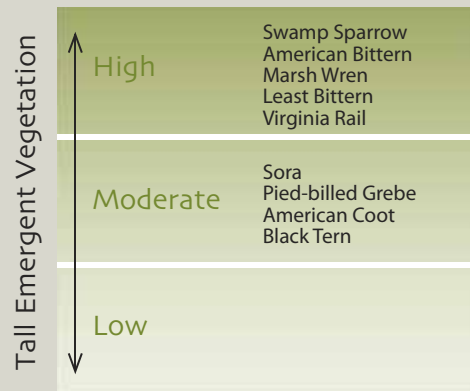 Tall Emergent Vegetation
High
Swamp Sparrow
American Bittern
Marsh Wren
Least Bittern
Virginia Rail
Moderate
Sora
Pied-billed Grebe
American Coot
Black Tern
Low